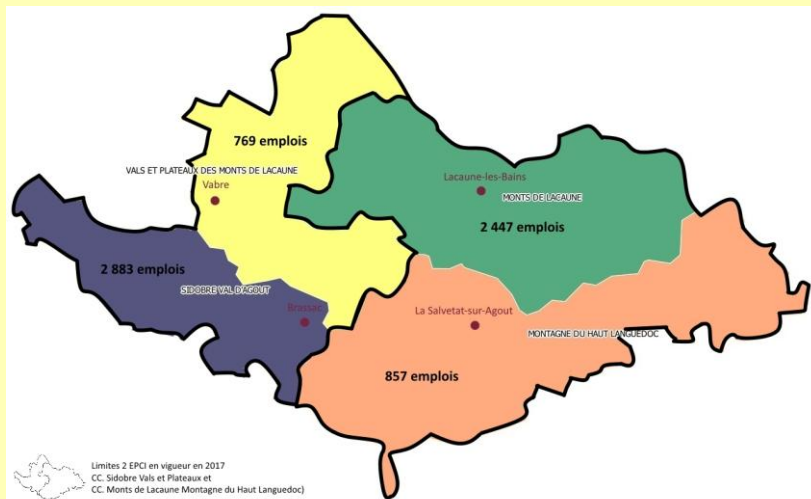 769 emplois
VALS ET PLATEAUX DES MONTS DE LACAUNE
Vabre
Lacaune-les-Bains
MONTS DE LACAUNE
2 447 emplois
2 883 emplois
SIDOBRE VAL D'AGOUT
Brassac
La Salvetat-sur-Agout
MONTAGNE DU HAUT LANGUEDOC
857 emplois
Limites 2 EPCI en vigueur en 2017
CC. Sidobre Vals et Plateaux et
CC. Monts de Lacaune Montagne du Haut Languedoc)